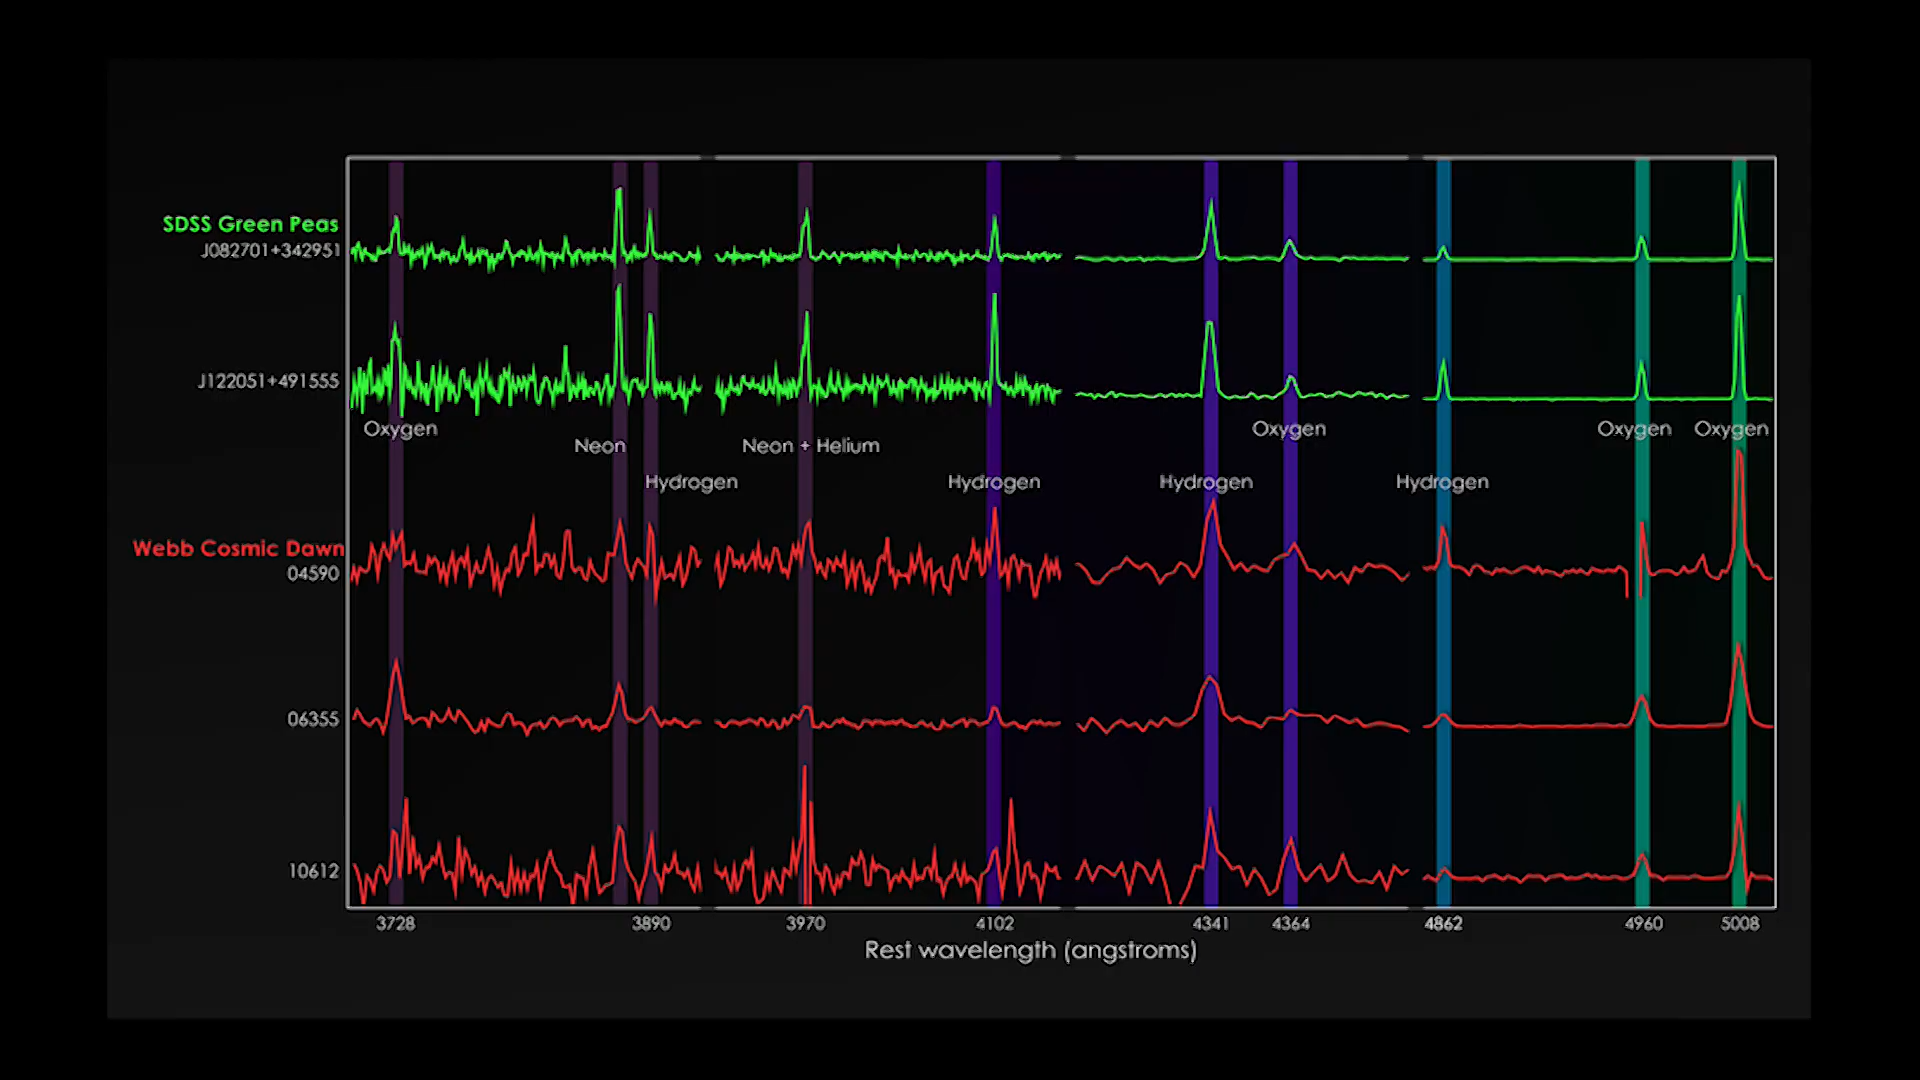 SDSS Green Peas
J082701+342951
J122051+491555
Oxygen
Oxygen
Oxygen
Oxygen
Neon
Neon + Helium
Hydrogen
Hydrogen
Hydrogen
Hydrogen
Webb Cosmic Dawn
04590
06355
10612
3728
3890
3970
4102
4341
4364
4862
4960
5008
Rest wavelength (angstroms)